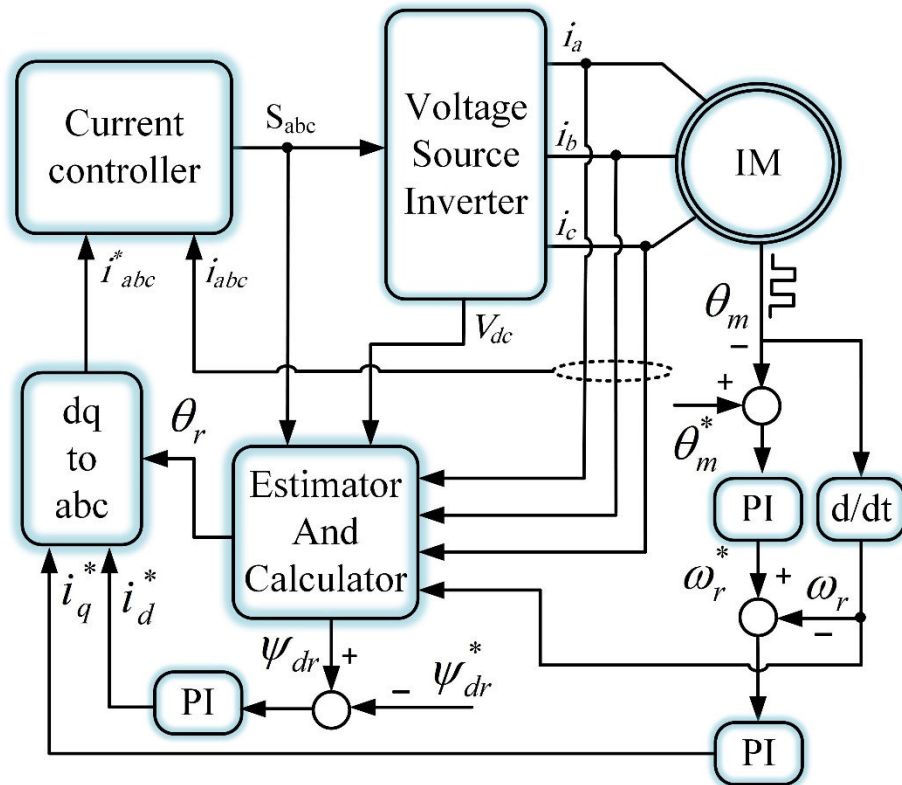 i_a
Current
controller
S_abc
Voltage
Source
Inverter
i_b
IM
i_c
i*_abc
i_abc
V_dc
θ_m
−
+
θ*_m
dq
to
abc
θ_r
Estimator
And
Calculator
PI
d/dt
ω*_r
+
ω_r
−
i*_q
i*_d
ψ_dr
+
−
ψ*_dr
PI
PI